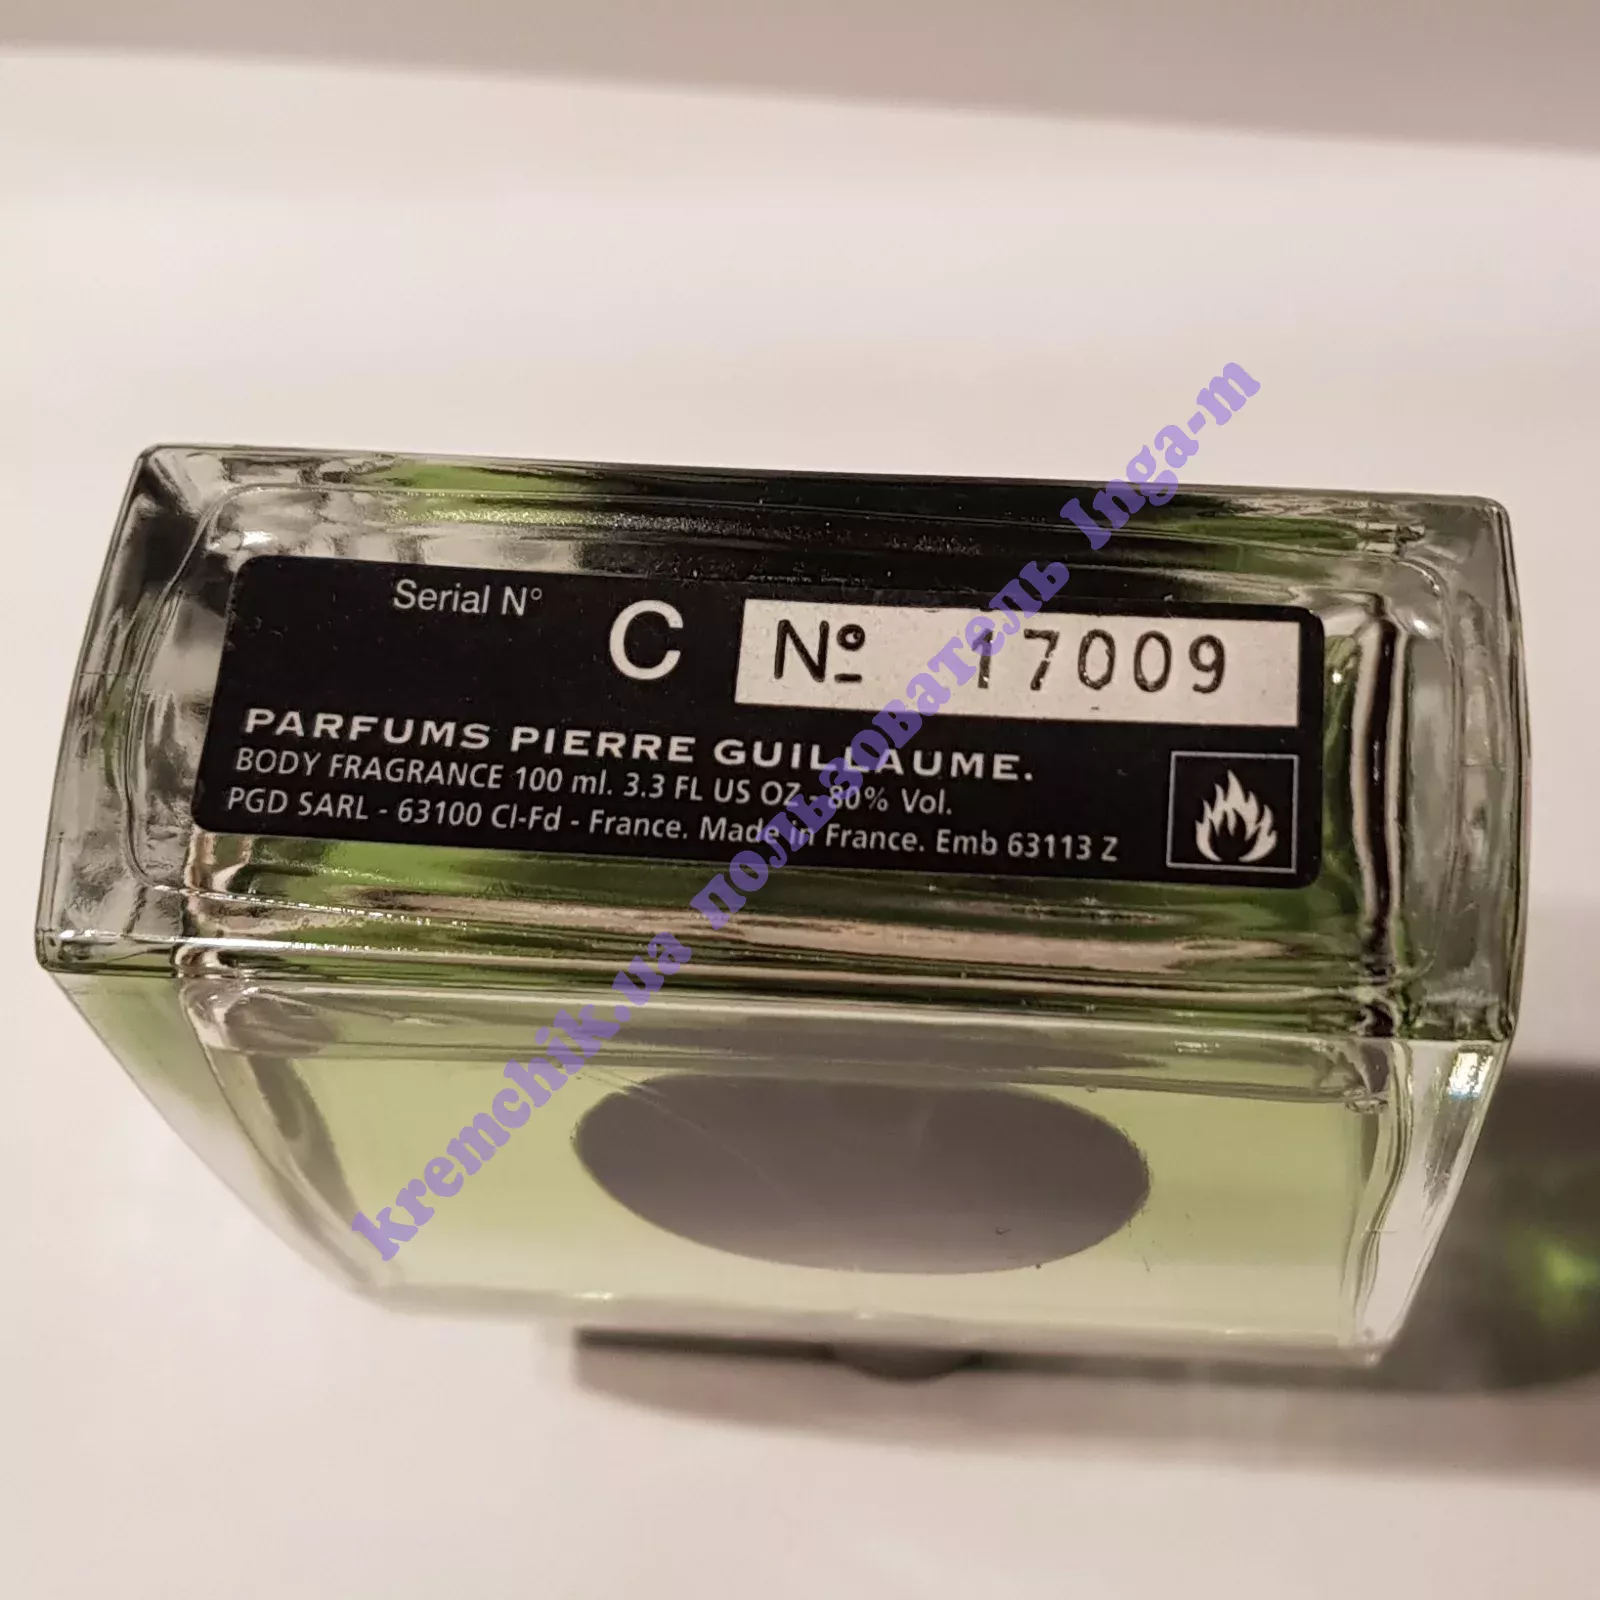 Serial N° C Nº 17009
PARFUMS PIERRE GUILLAUME.
BODY FRAGRANCE 100 ml. 3.3 FL US OZ - 80% Vol.
PGD SARL - 63100 Cl-Fd - France. Made in France. Emb 63113 Z
kremchik.ua пользователь Inga-m